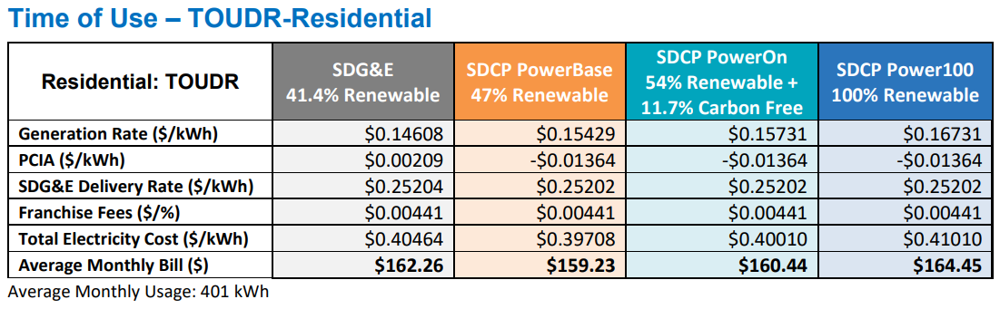 Time of Use – TOUDR-Residential
Residential: TOUDR
SDG&E
41.4% Renewable
SDCP PowerBase
47% Renewable
SDCP PowerOn
54% Renewable +
11.7% Carbon Free
SDCP Power100
100% Renewable
Generation Rate ($/kWh) $0.14608 $0.15429 $0.15731 $0.16731
PCIA ($/kWh) $0.00209 -$0.01364 -$0.01364 -$0.01364
SDG&E Delivery Rate ($/kWh) $0.25204 $0.25202 $0.25202 $0.25202
Franchise Fees ($/%) $0.00441 $0.00441 $0.00441 $0.00441
Total Electricity Cost ($/kWh) $0.40464 $0.39708 $0.40010 $0.41010
Average Monthly Bill ($) $162.26 $159.23 $160.44 $164.45
Average Monthly Usage: 401 kWh